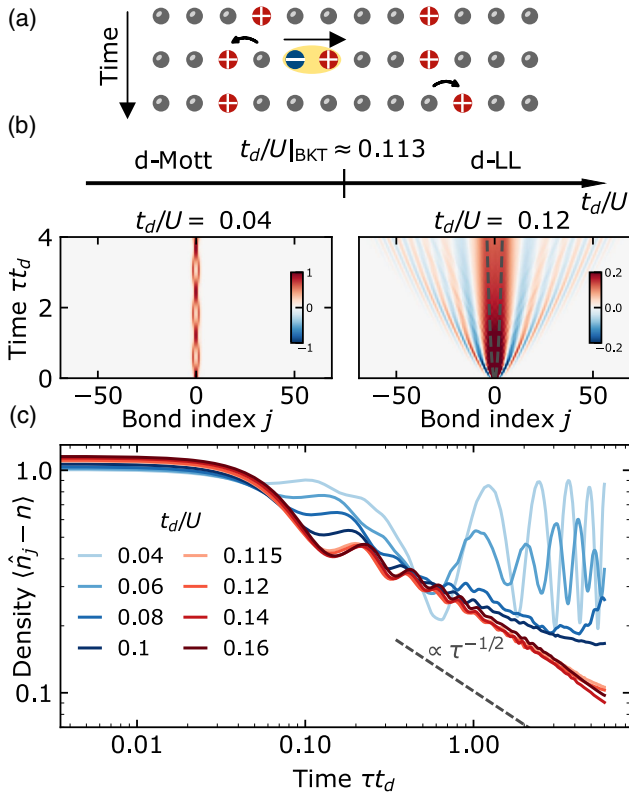 (a)
Time
(b)
t_d/U|BKT ≈ 0.113
d-Mott
d-LL
t_d/U
t_d/U = 0.04
t_d/U = 0.12
Time τt_d
4
2
0
1
0
−1
0.2
0.0
−0.2
−50 0 50
−50 0 50
Bond index j
Bond index j
(c)
Density ⟨n̂_j − n⟩
1.0
0.1
t_d/U
0.04
0.06
0.08
0.1
0.115
0.12
0.14
0.16
∝ τ^−1/2
0.01 0.10 1.00
Time τt_d